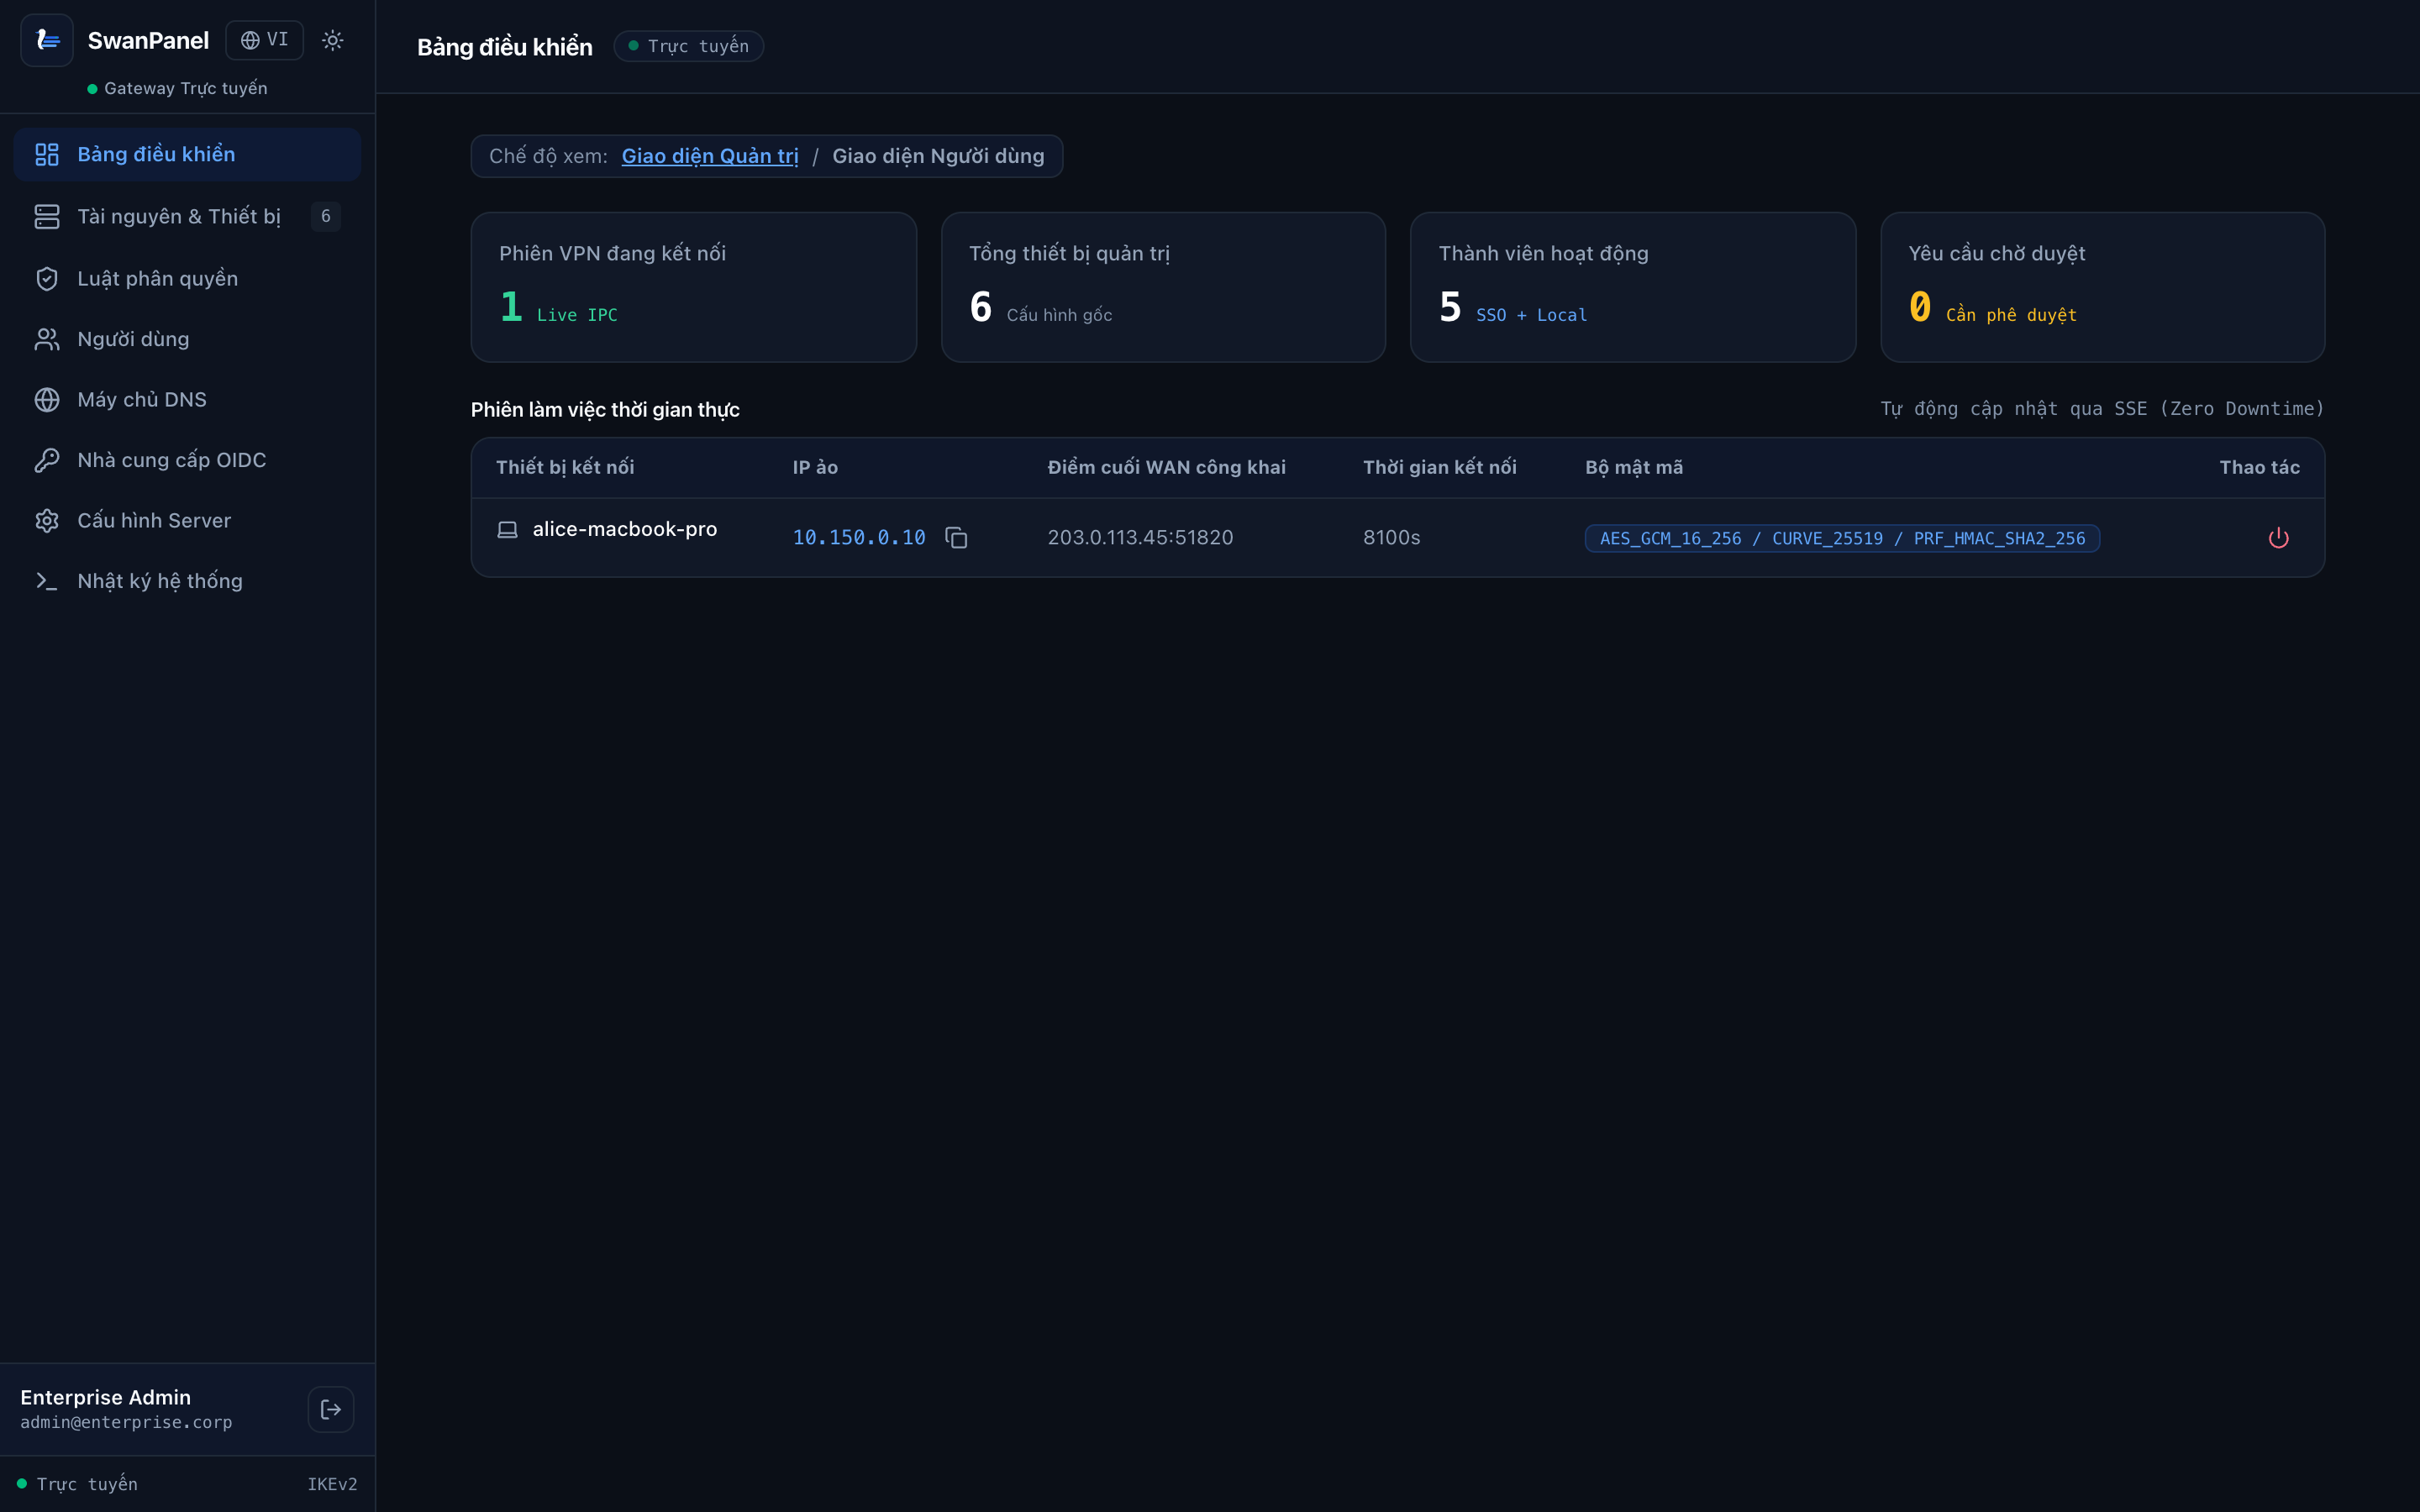 SwanPanel
VI
Gateway Trực tuyến
Bảng điều khiển
Tài nguyên & Thiết bị 6
Luật phân quyền
Người dùng
Máy chủ DNS
Nhà cung cấp OIDC
Cấu hình Server
Nhật ký hệ thống
Enterprise Admin
admin@enterprise.corp
Trực tuyến IKEv2
Bảng điều khiển Trực tuyến
Chế độ xem: Giao diện Quản trị / Giao diện Người dùng
Phiên VPN đang kết nối
1 Live IPC
Tổng thiết bị quản trị
6 Cấu hình gốc
Thành viên hoạt động
5 SSO + Local
Yêu cầu chờ duyệt
0 Cần phê duyệt
Phiên làm việc thời gian thực
Tự động cập nhật qua SSE (Zero Downtime)
Thiết bị kết nối IP ảo Điểm cuối WAN công khai Thời gian kết nối Bộ mật mã Thao tác
alice-macbook-pro 10.150.0.10 203.0.113.45:51820 8100s AES_GCM_16_256 / CURVE_25519 / PRF_HMAC_SHA2_256